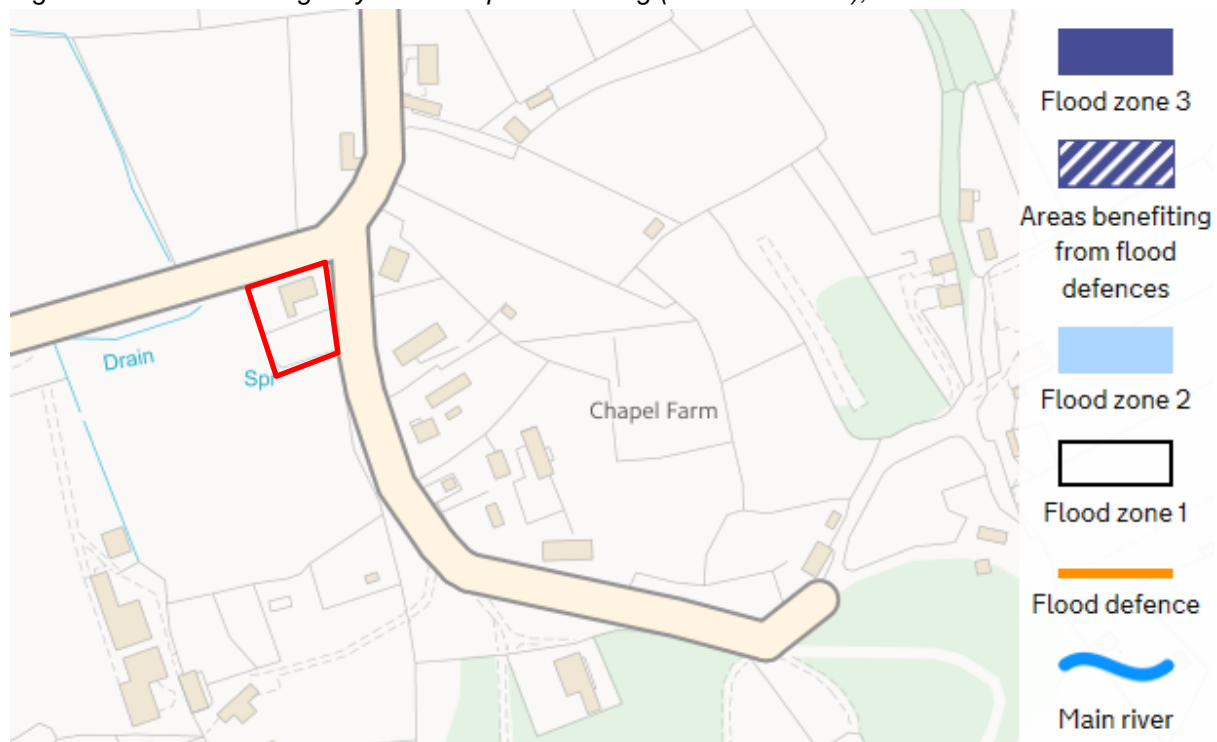 Drain
Spr
Chapel Farm
Flood zone 3
Areas benefiting
from flood
defences
Flood zone 2
Flood zone 1
Flood defence
Main river